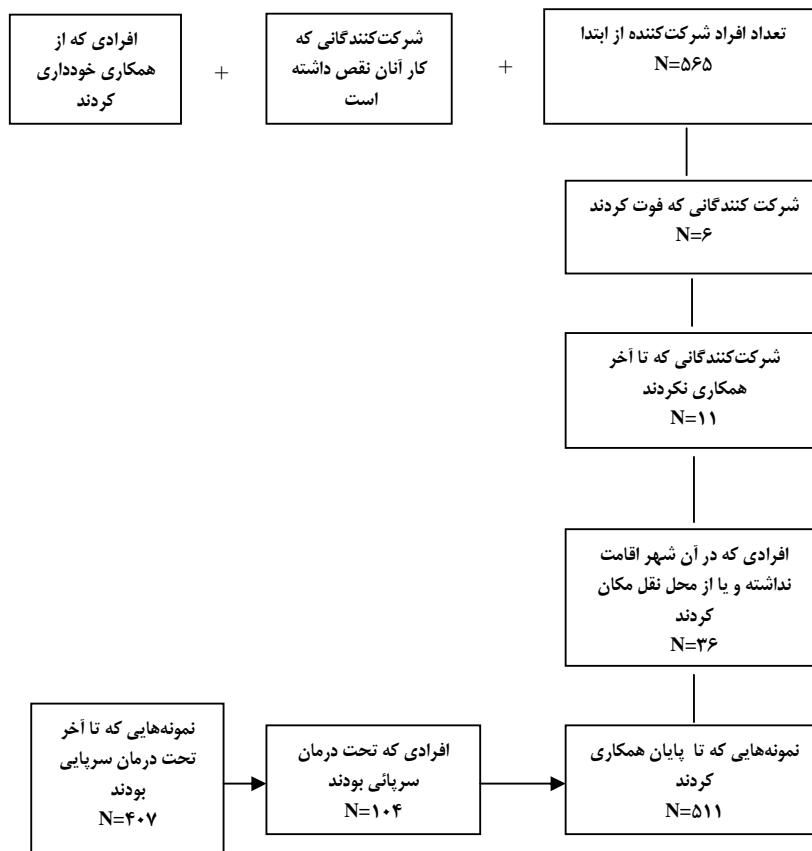 تعداد افراد شرکت‌کننده از ابتدا
N=۵۶۵
+
شرکت‌کنندگانی که
کار آنان نقص داشته
است
+
افرادی که از
همکاری خودداری
کردند
شرکت کنندگانی که فوت کردند
N=۶
شرکت‌کنندگانی که تا آخر
همکاری نکردند
N=۱۱
افرادی که در آن شهر اقامت
نداشته و یا از محل نقل مکان
کردند
N=۳۶
نمونه‌هایی که تا پایان همکاری
کردند
N=۵۱۱
افرادی که تحت درمان
سرپائی بودند
N=۱۰۴
نمونه‌هایی که تا آخر
تحت درمان سرپایی
بودند
N=۴۰۷